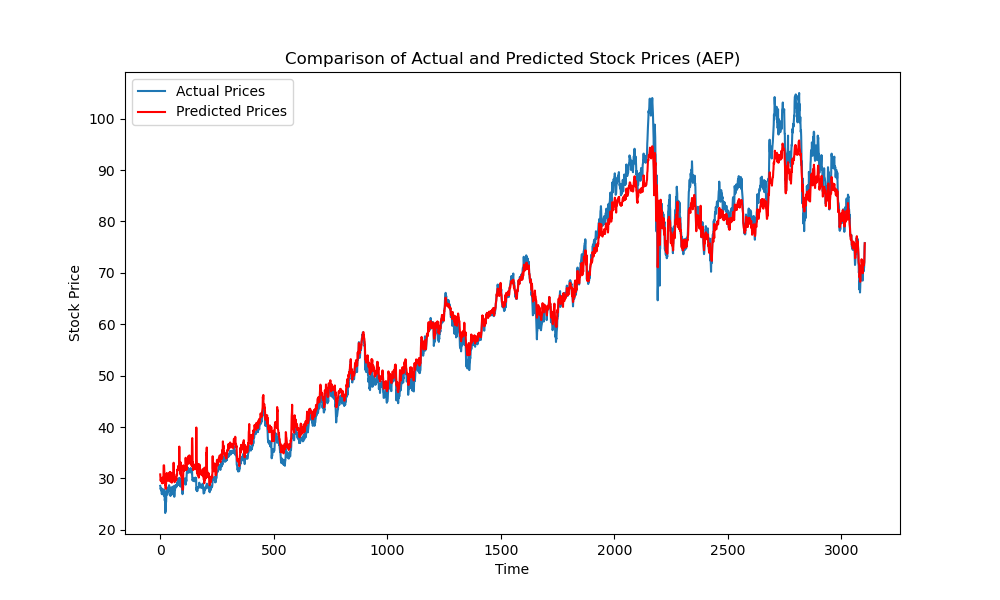 Comparison of Actual and Predicted Stock Prices (AEP)
Actual Prices
Predicted Prices
100
90
80
70
60
50
40
30
20
Stock Price
0 500 1000 1500 2000 2500 3000
Time